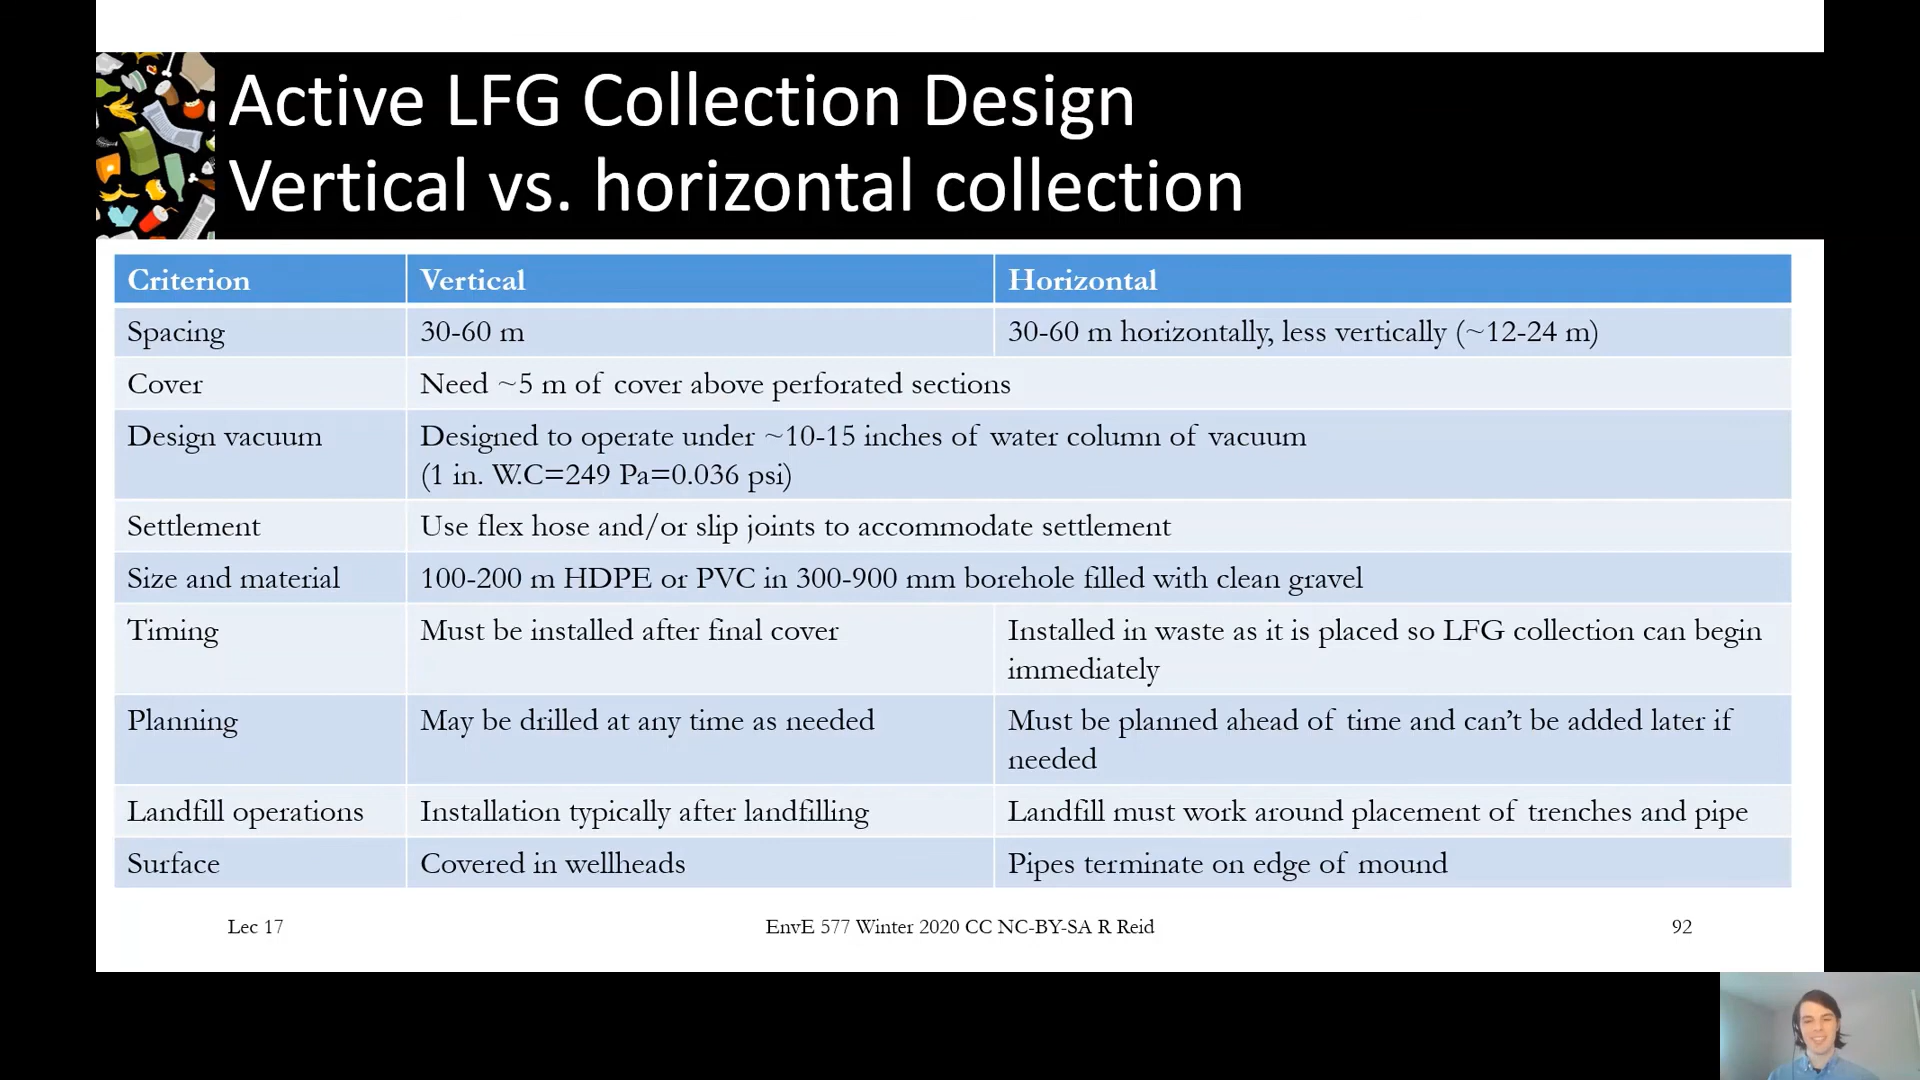 Active LFG Collection Design
Vertical vs. horizontal collection
Criterion Vertical Horizontal
Spacing 30-60 m 30-60 m horizontally, less vertically (~12-24 m)
Cover Need ~5 m of cover above perforated sections
Design vacuum Designed to operate under ~10-15 inches of water column of vacuum
(1 in. W.C=249 Pa=0.036 psi)
Settlement Use flex hose and/or slip joints to accommodate settlement
Size and material 100-200 m HDPE or PVC in 300-900 mm borehole filled with clean gravel
Timing Must be installed after final cover Installed in waste as it is placed so LFG collection can begin
immediately
Planning May be drilled at any time as needed Must be planned ahead of time and can’t be added later if
needed
Landfill operations Installation typically after landfilling Landfill must work around placement of trenches and pipe
Surface Covered in wellheads Pipes terminate on edge of mound
Lec 17 EnvE 577 Winter 2020 CC NC-BY-SA R Reid 92